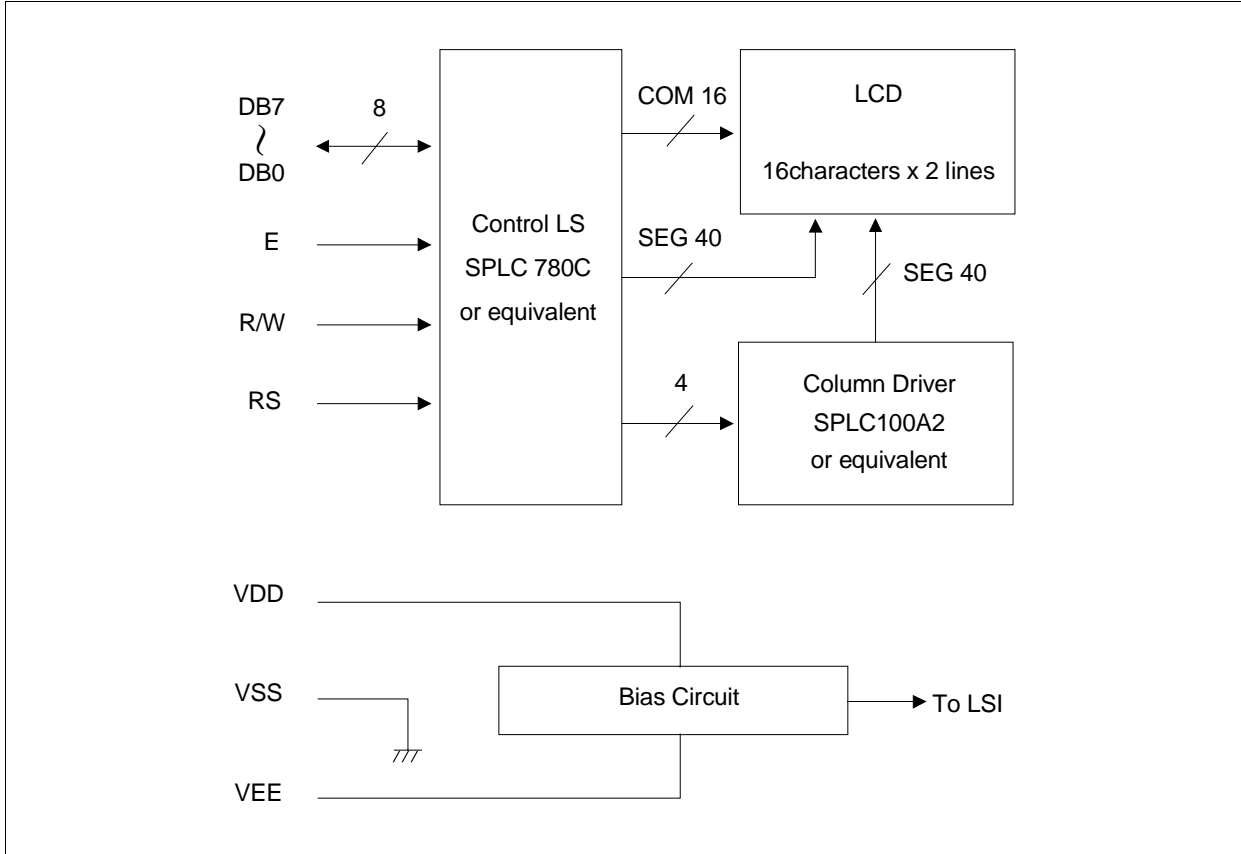 DB7
~
DB0
8
E
R/W
RS
Control LS
SPLC 780C
or equivalent
COM 16
SEG 40
4
LCD
16characters x 2 lines
SEG 40
Column Driver
SPLC100A2
or equivalent
VDD
VSS
VEE
Bias Circuit
To LSI